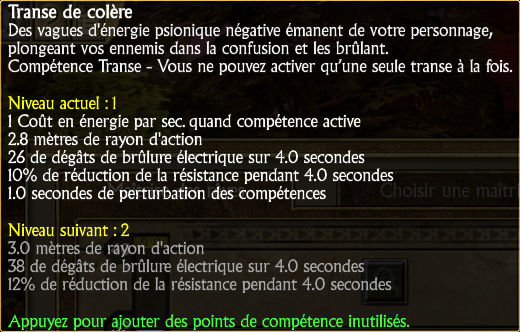 Transe de colère
Des vagues d'énergie psionique négative émanent de votre personnage,
plongeant vos ennemis dans la confusion et les brûlant.
Compétence Transe - Vous ne pouvez activer qu'une seule transe à la fois.
Niveau actuel : 1
1 Coût en énergie par sec. quand compétence active
2.8 mètres de rayon d'action
26 de dégâts de brûlure électrique sur 4.0 secondes
10% de réduction de la résistance pendant 4.0 secondes
1.0 secondes de perturbation des compétences
Choisir une maîtri
Niveau suivant : 2
3.0 mètres de rayon d'action
38 de dégâts de brûlure électrique sur 4.0 secondes
12% de réduction de la résistance pendant 4.0 secondes
Appuyez pour ajouter des points de compétence inutilisés.